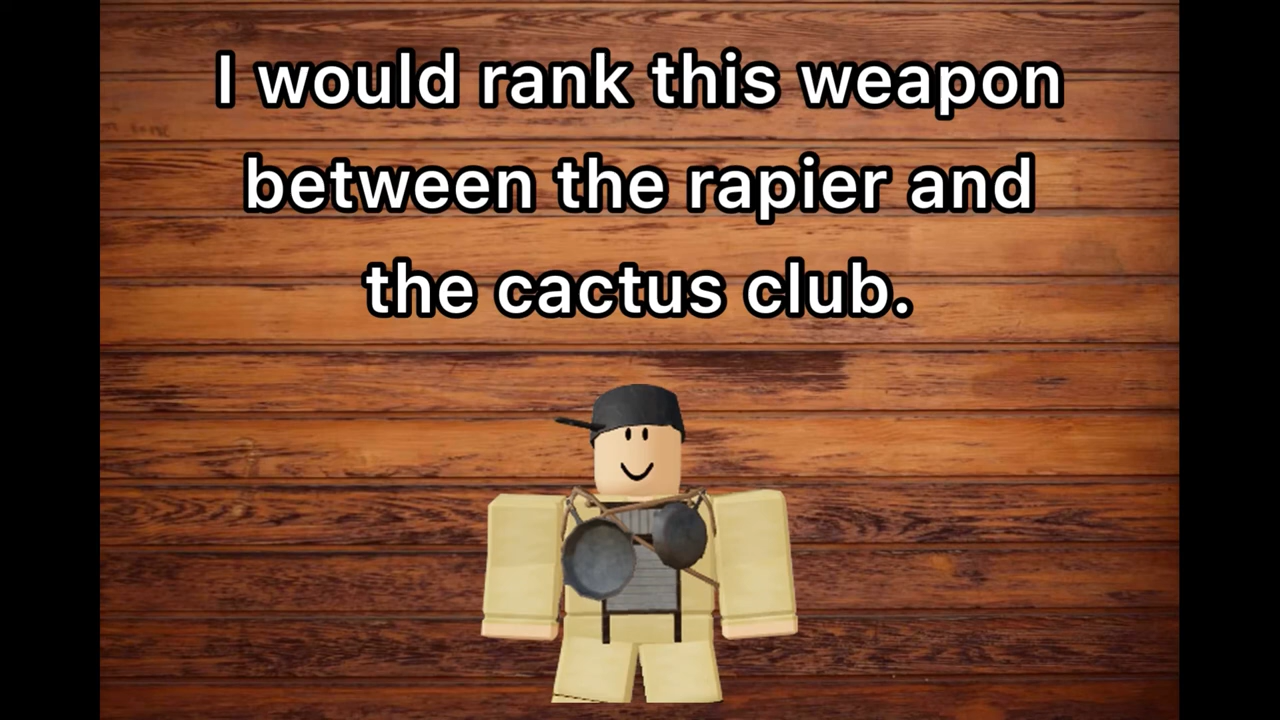 I would rank this weapon
between the rapier and
the cactus club.